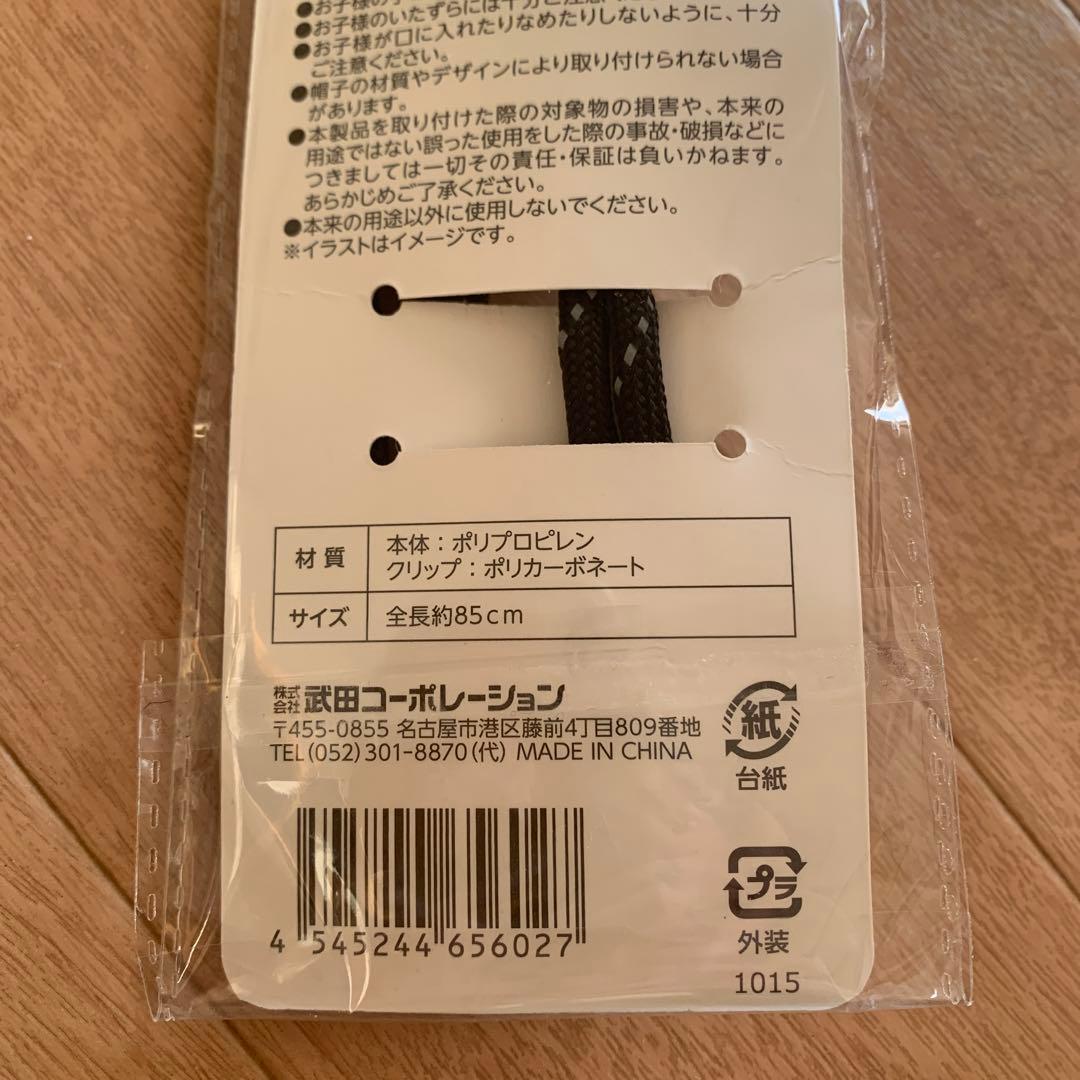 ●お子様の
●お子様のいたずらには十分ご注意
●お子様が口に入れたりなめたりしないように、十分
ご注意ください。
●帽子の材質やデザインにより取り付けられない場合
があります。
●本製品を取り付けた際の対象物の損害や、本来の
用途ではない誤った使用をした際の事故・破損などに
つきましては一切その責任・保証は負いかねます。
あらかじめご了承ください。
●本来の用途以外に使用しないでください。
※イラストはイメージです。
材質
本体：ポリプロピレン
クリップ：ポリカーボネート
サイズ
全長約85cm
株式会社 武田コーポレーション
〒455-0855 名古屋市港区藤前4丁目809番地
TEL(052)301-8870(代) MADE IN CHINA
紙
台紙
プラ
外装
1015
4 545244 656027